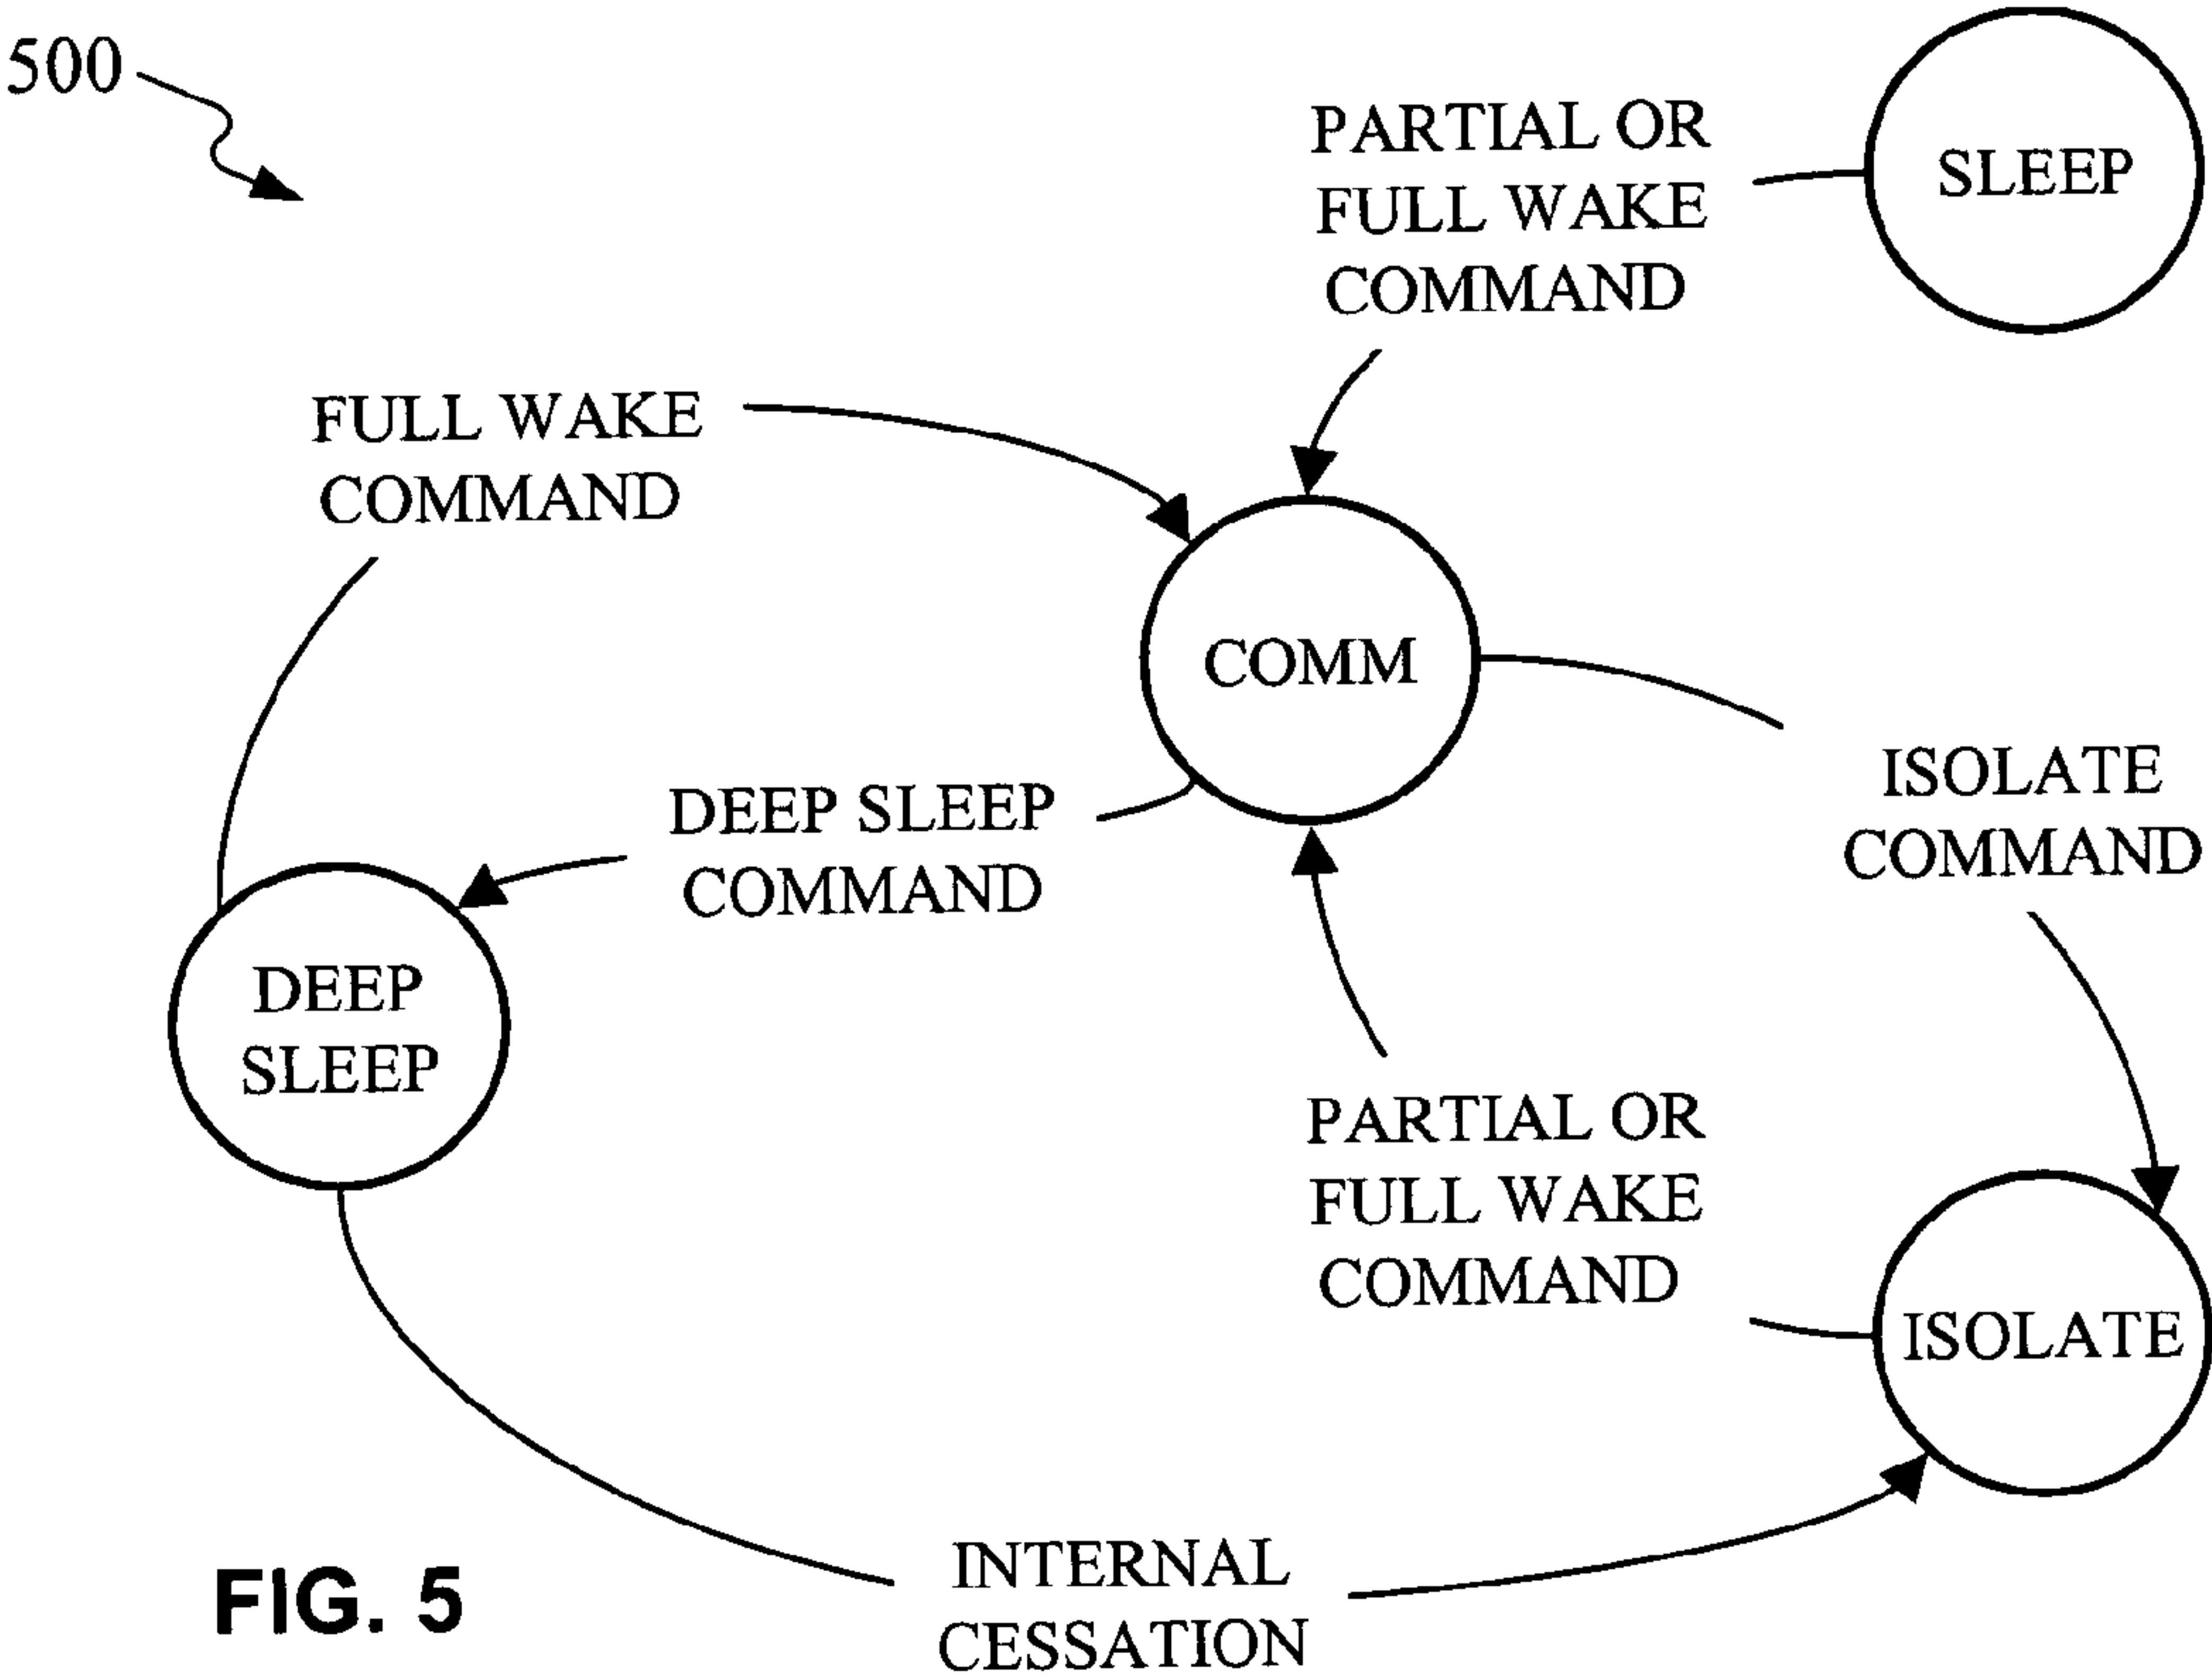 500
PARTIAL OR
FULL WAKE
COMMAND
SLEEP
FULL WAKE
COMMAND
COMM
ISOLATE
COMMAND
DEEP SLEEP
COMMAND
DEEP
SLEEP
PARTIAL OR
FULL WAKE
COMMAND
ISOLATE
INTERNAL
CESSATION
FIG. 5